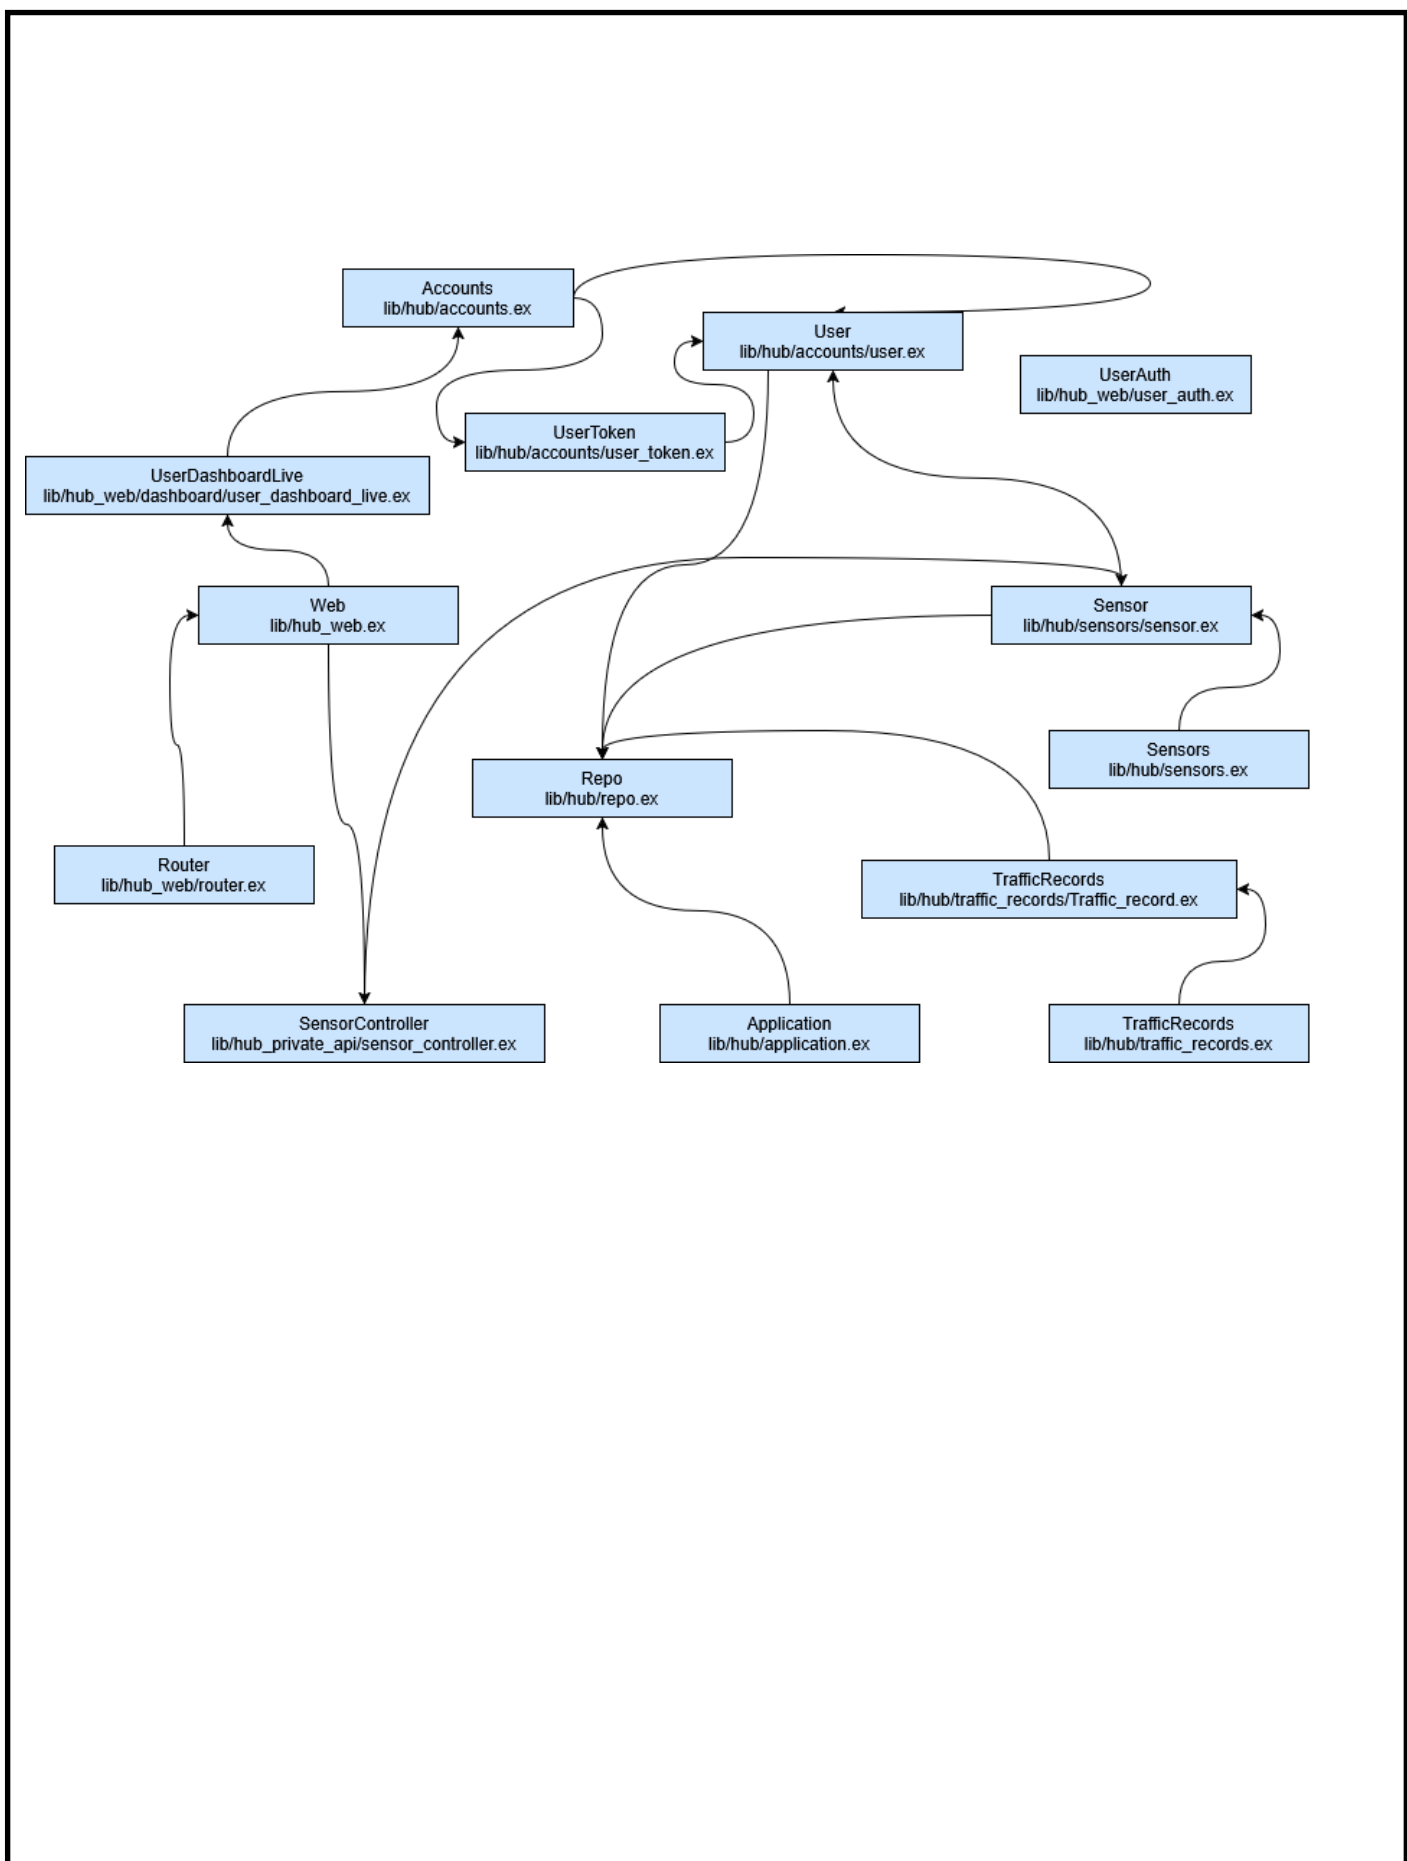 Accounts
lib/hub/accounts.ex
User
lib/hub/accounts/user.ex
UserAuth
lib/hub_web/user_auth.ex
UserToken
lib/hub/accounts/user_token.ex
UserDashboardLive
lib/hub_web/dashboard/user_dashboard_live.ex
Web
lib/hub_web.ex
Sensor
lib/hub/sensors/sensor.ex
Sensors
lib/hub/sensors.ex
Repo
lib/hub/repo.ex
Router
lib/hub_web/router.ex
TrafficRecords
lib/hub/traffic_records/Traffic_record.ex
SensorController
lib/hub_private_api/sensor_controller.ex
Application
lib/hub/application.ex
TrafficRecords
lib/hub/traffic_records.ex